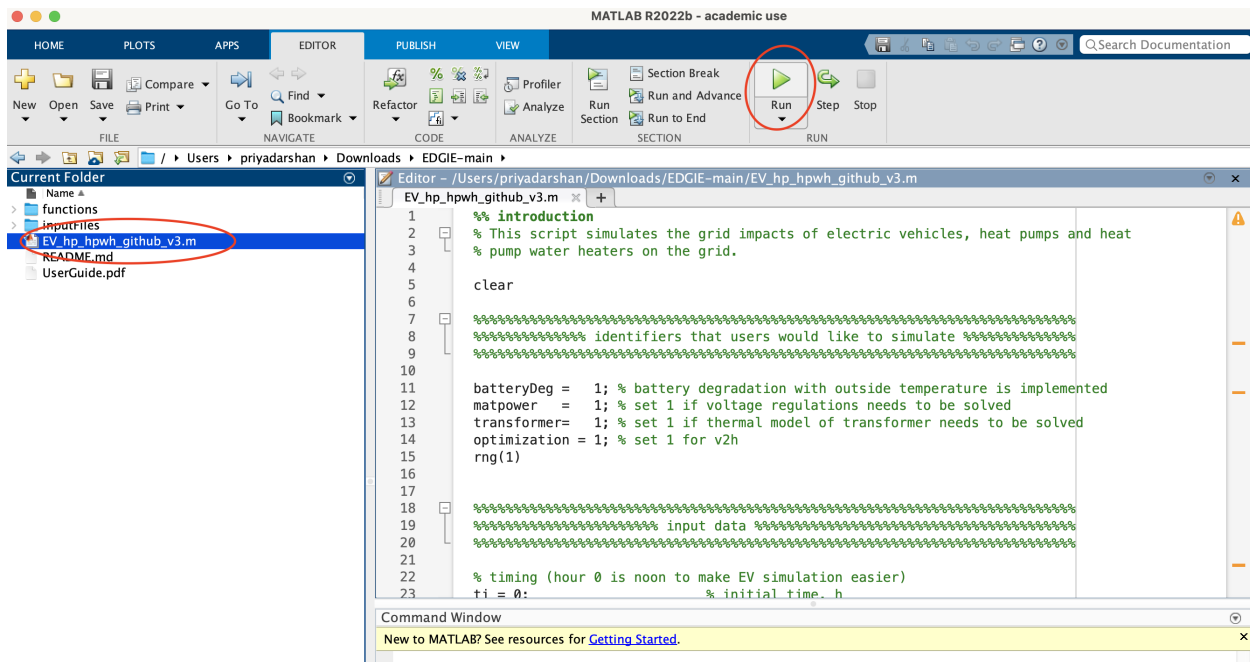 MATLAB R2022b - academic use
HOME PLOTS APPS EDITOR PUBLISH VIEW Search Documentation
New Open Save Compare Print Go To Find Bookmark Refactor Profiler Analyze Run Section Section Break Run and Advance Run to End Run Step Stop
FILE NAVIGATE CODE ANALYZE SECTION RUN
/ Users priyadarshan Downloads EDGIE-main
Current Folder
Name
functions
inputFiles
EV_hp_hpwh_github_v3.m
README.md
UserGuide.pdf
Editor - /Users/priyadarshan/Downloads/EDGIE-main/EV_hp_hpwh_github_v3.m
EV_hp_hpwh_github_v3.m +
1 %% introduction
2 % This script simulates the grid impacts of electric vehicles, heat pumps and heat
3 % pump water heaters on the grid.
4
5 clear
6
7 %%%%%%%%%%%%%%%%%%%%%%%%%%%%%%%%%%%%%%%%%%%%%%%%%%%%%%%%%%%%%%%%%%%%%%%%%%%%%
8 %%%%%%%%%%%%%% identifiers that users would like to simulate %%%%%%%%%%%%%%
9 %%%%%%%%%%%%%%%%%%%%%%%%%%%%%%%%%%%%%%%%%%%%%%%%%%%%%%%%%%%%%%%%%%%%%%%%%%%%%
10
11 batteryDeg = 1; % battery degradation with outside temperature is implemented
12 matpower = 1; % set 1 if voltage regulations needs to be solved
13 transformer= 1; % set 1 if thermal model of transformer needs to be solved
14 optimization = 1; % set 1 for v2h
15 rng(1)
16
17
18 %%%%%%%%%%%%%%%%%%%%%%%%%%%%%%%%%%%%%%%%%%%%%%%%%%%%%%%%%%%%%%%%%%%%%%%%%%%%%
19 %%%%%%%%%%%%%%%%%%%%%%% input data %%%%%%%%%%%%%%%%%%%%%%%%%%%%%%%%%%%%%%%%
20 %%%%%%%%%%%%%%%%%%%%%%%%%%%%%%%%%%%%%%%%%%%%%%%%%%%%%%%%%%%%%%%%%%%%%%%%%%%%%
21
22 % timing (hour 0 is noon to make EV simulation easier)
23 ti = 0; % initial time, h
Command Window
New to MATLAB? See resources for Getting Started.